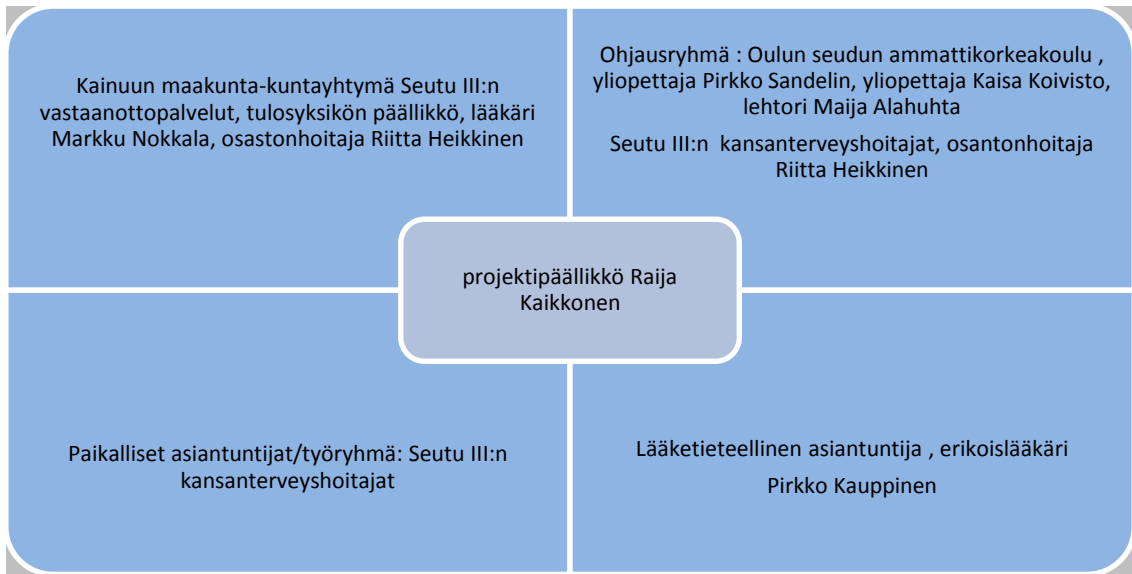 Kainuun maakunta-kuntayhtymä Seutu III:n
vastaanottopalvelut, tulosyksikön päällikkö, lääkäri
Markku Nokkala, osastonhoitaja Riitta Heikkinen
Ohjausryhmä : Oulun seudun ammattikorkeakoulu ,
yliopettaja Pirkko Sandelin, yliopettaja Kaisa Koivisto,
lehtori Maija Alahuhta
Seutu III:n kansanterveyshoitajat, osantonhoitaja
Riitta Heikkinen
projektipäällikkö Raija
Kaikkonen
Paikalliset asiantuntijat/työryhmä: Seutu III:n
kansanterveyshoitajat
Lääketieteellinen asiantuntija , erikoislääkäri
Pirkko Kauppinen